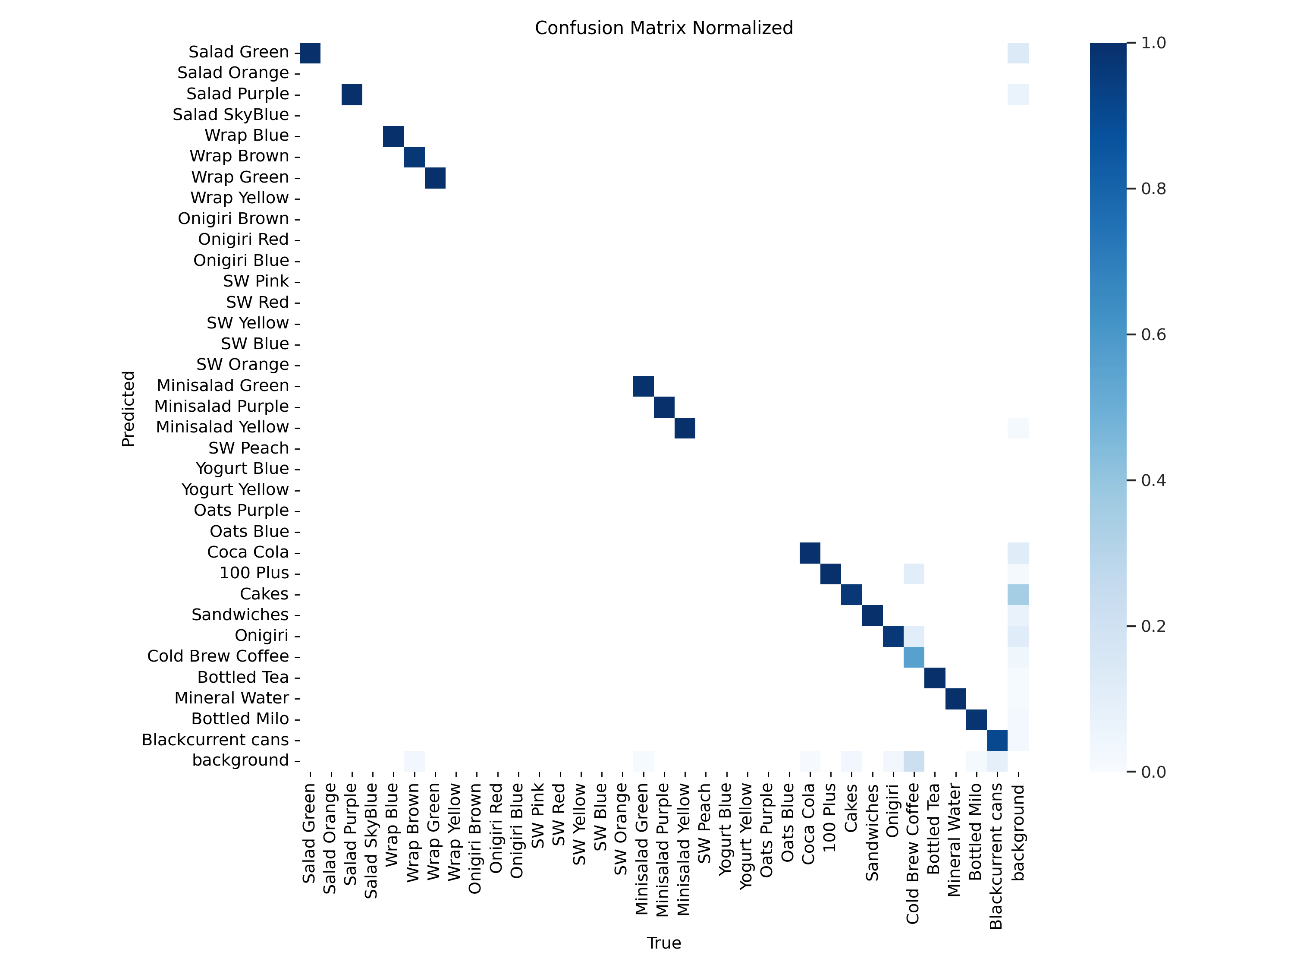 Confusion Matrix Normalized
Predicted
Salad Green
Salad Orange
Salad Purple
Salad SkyBlue
Wrap Blue
Wrap Brown
Wrap Green
Wrap Yellow
Onigiri Brown
Onigiri Red
Onigiri Blue
SW Pink
SW Red
SW Yellow
SW Blue
SW Orange
Minisalad Green
Minisalad Purple
Minisalad Yellow
SW Peach
Yogurt Blue
Yogurt Yellow
Oats Purple
Oats Blue
Coca Cola
100 Plus
Cakes
Sandwiches
Onigiri
Cold Brew Coffee
Bottled Tea
Mineral Water
Bottled Milo
Blackcurrent cans
background
Salad Green
Salad Orange
Salad Purple
Salad SkyBlue
Wrap Blue
Wrap Brown
Wrap Green
Wrap Yellow
Onigiri Brown
Onigiri Red
Onigiri Blue
SW Pink
SW Red
SW Yellow
SW Blue
SW Orange
Minisalad Green
Minisalad Purple
Minisalad Yellow
SW Peach
Yogurt Blue
Yogurt Yellow
Oats Purple
Oats Blue
Coca Cola
100 Plus
Cakes
Sandwiches
Onigiri
Cold Brew Coffee
Bottled Tea
Mineral Water
Bottled Milo
Blackcurrent cans
background
True
1.0
0.8
0.6
0.4
0.2
0.0